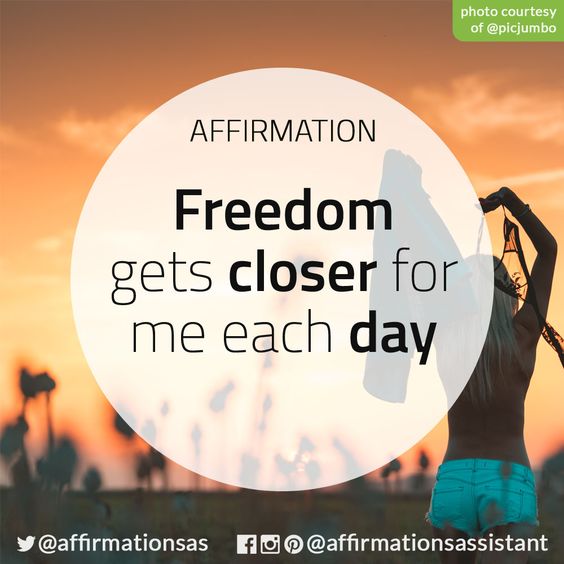 photo courtesy
of @picjumbo
AFFIRMATION
Freedom
gets closer for
me each day
@affirmationsas
@affirmationsassistant